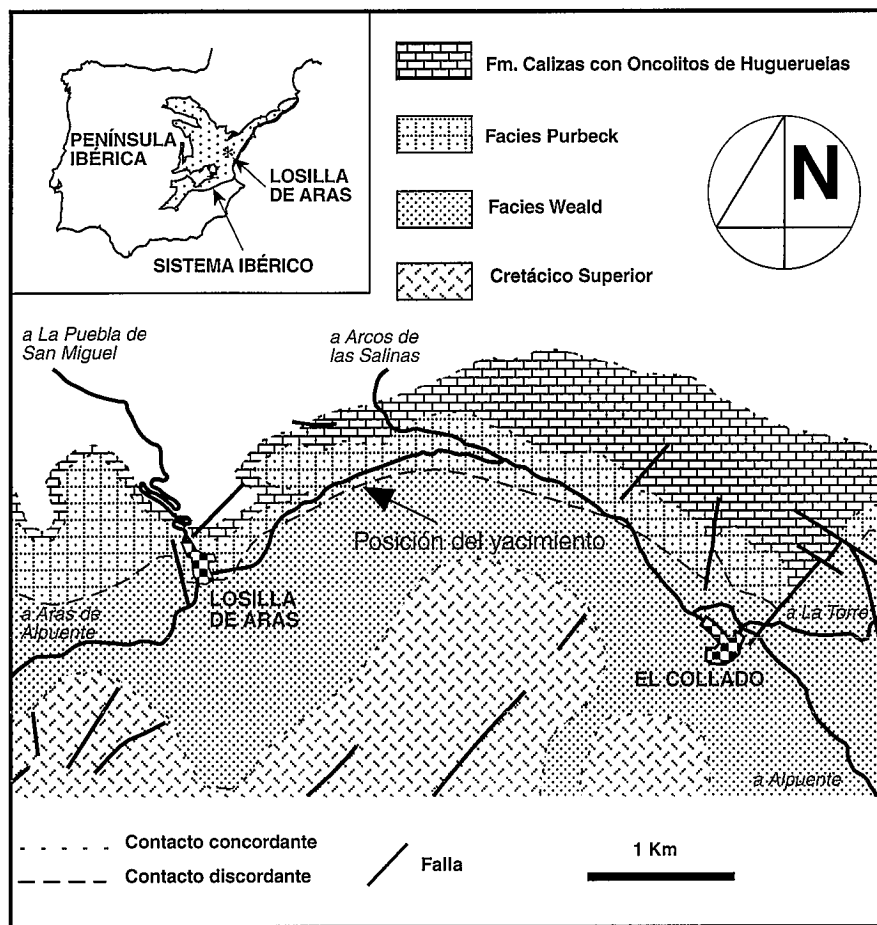 PENÍNSULA
IBÉRICA
LOSILLA
DE ARAS
SISTEMA IBÉRICO
Fm. Calizas con Oncolitos de Hugueruelas
Facies Purbeck
Facies Weald
Cretácico Superior
N
a La Puebla de
San Miguel
a Arcos de
las Salinas
Posición del yacimiento
LOSILLA
DE ARAS
a Aras de
Alpuente
a La Torre
EL COLLADO
a Alpuente
Contacto concordante
Contacto discordante
Falla
1 Km